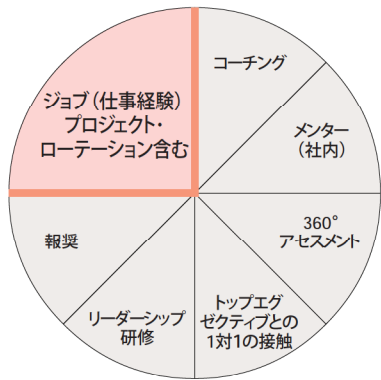 ジョブ（仕事経験）
プロジェクト・
ローテーション含む
コーチング
メンター
（社内）
360°
アセスメント
トップエグ
ゼクティブとの
1対1の接触
リーダーシップ
研修
報奨